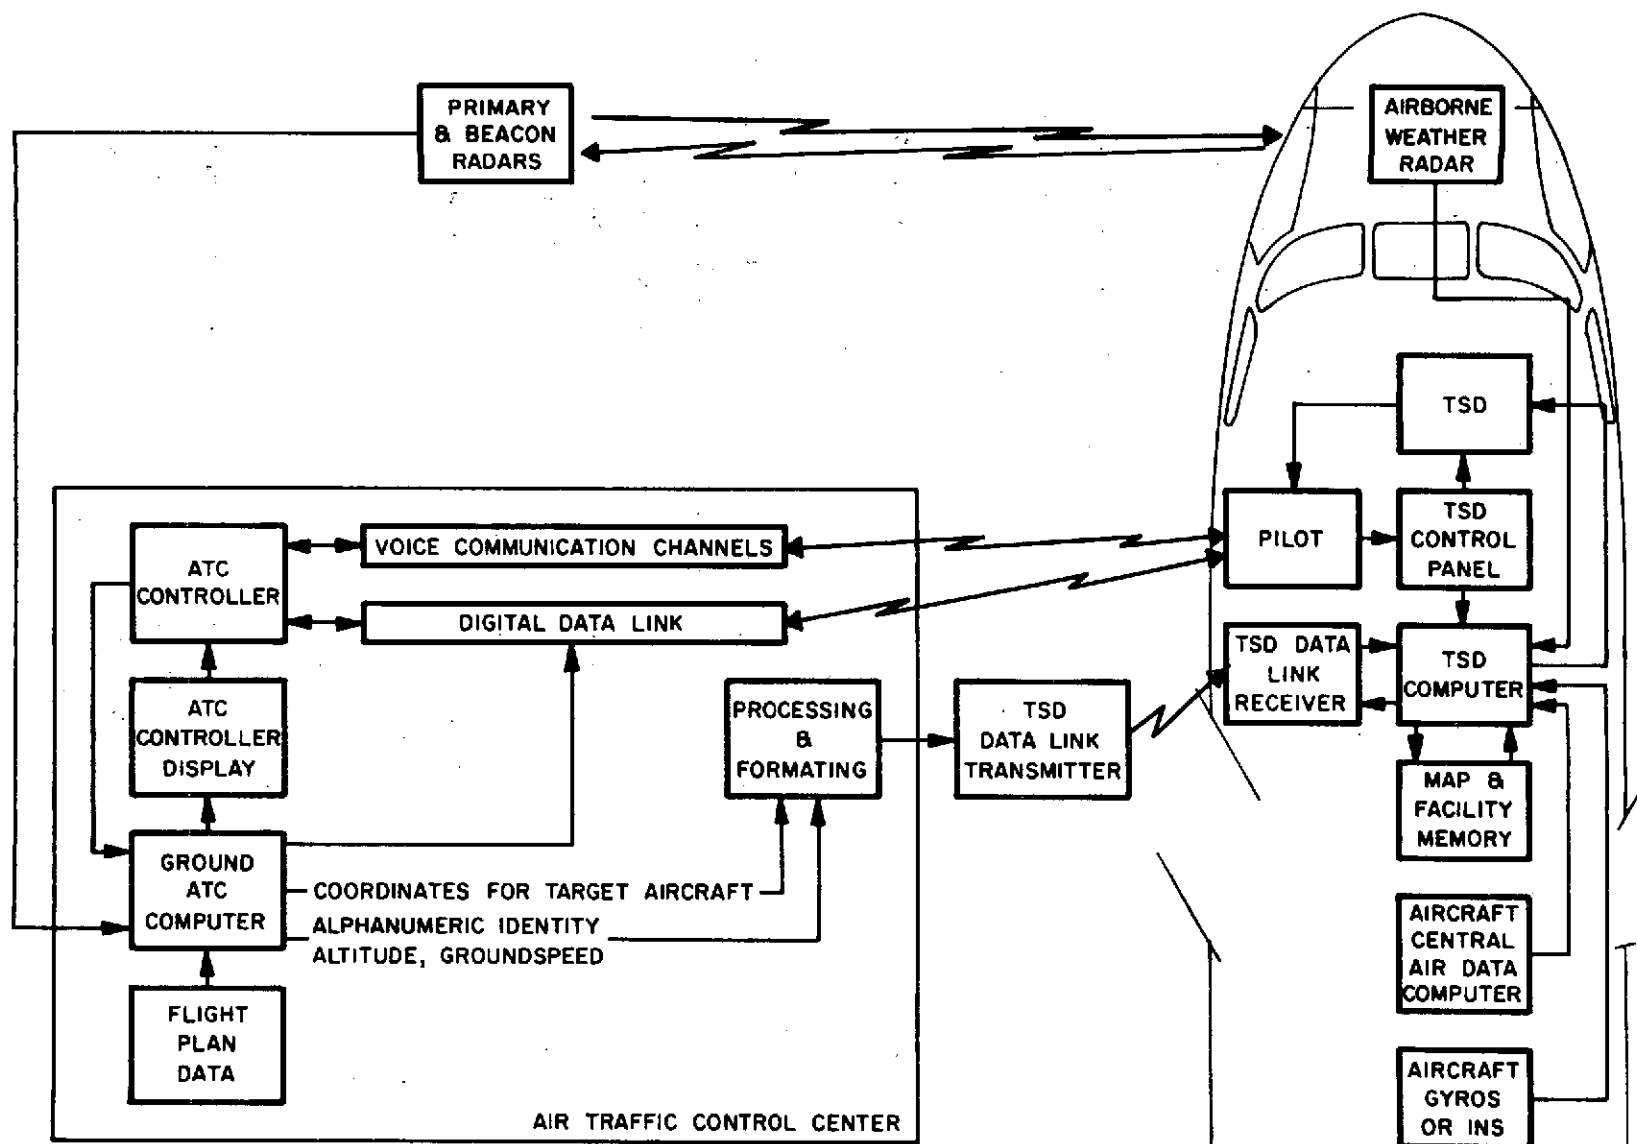 PRIMARY
& BEACON
RADARS
AIRBORNE
WEATHER
RADAR
TSD
PILOT
TSD
CONTROL
PANEL
TSD DATA
LINK
RECEIVER
TSD
COMPUTER
MAP &
FACILITY
MEMORY
AIRCRAFT
CENTRAL
AIR DATA
COMPUTER
AIRCRAFT
GYROS
OR INS
ATC
CONTROLLER
VOICE COMMUNICATION CHANNELS
DIGITAL DATA LINK
ATC
CONTROLLER
DISPLAY
PROCESSING
&
FORMATING
TSD
DATA LINK
TRANSMITTER
GROUND
ATC
COMPUTER
COORDINATES FOR TARGET AIRCRAFT
ALPHANUMERIC IDENTITY
ALTITUDE, GROUNDSPEED
FLIGHT
PLAN
DATA
AIR TRAFFIC CONTROL CENTER